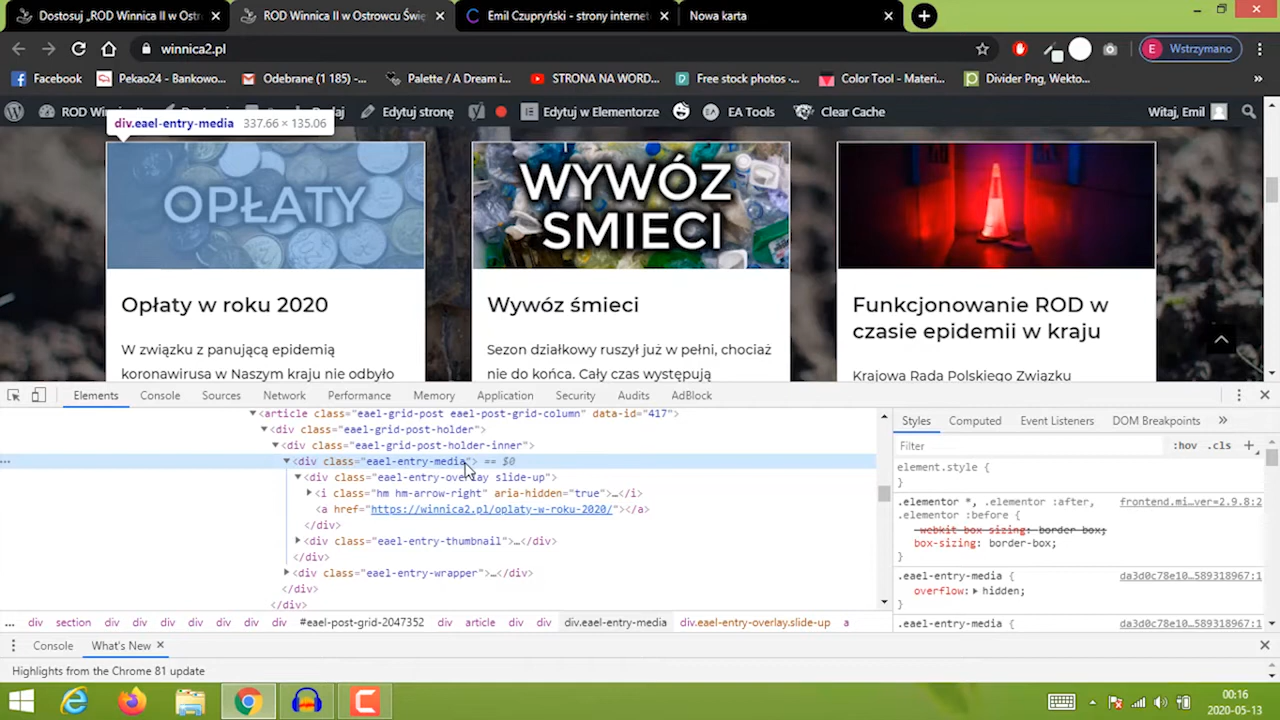 Dostosuj „ROD Winnica II w Ostro
ROD Winnica II w Ostrowcu Świę
Emil Czupryński - strony internet
Nowa karta
winnica2.pl
E Wstrzymano
Facebook
Pekao24 - Bankowo...
Odebrane (1 185) -...
Palette / A Dream i...
STRONA NA WORD...
Free stock photos -...
Color Tool - Materi...
Divider Png, Wekto...
»
Edytuj stronę
Edytuj w Elementorze
EA Tools
Clear Cache
Witaj, Emil
div.eael-entry-media 337.66 × 135.06
OPŁATY
WYWÓZ
SMIECI
Opłaty w roku 2020
W związku z panującą epidemią
koronawirusa w Naszym kraju nie odbyło
Wywóz śmieci
Sezon działkowy ruszył już w pełni, chociaż
nie do końca. Cały czas występują
Funkcjonowanie ROD w
czasie epidemii w kraju
Krajowa Rada Polskiego Związku
Elements Console Sources Network Performance Memory Application Security Audits AdBlock
<article class="eael-grid-post eael-post-grid-column" data-id="417">
<div class="eael-grid-post-holder">
<div class="eael-grid-post-holder-inner">
<div class="eael-entry-media"> == $0
<div class="eael-entry-overlay slide-up">
<i class="hm hm-arrow-right" aria-hidden="true">…</i>
<a href="https://winnica2.pl/oplaty-w-roku-2020/"></a>
</div>
<div class="eael-entry-thumbnail">…</div>
</div>
<div class="eael-entry-wrapper">…</div>
</div>
</div>
... div section div div div div div #eael-post-grid-2047352 div article div div div.eael-entry-media div.eael-entry-overlay.slide-up a
Styles Computed Event Listeners DOM Breakpoints »
Filter :hov .cls +
element.style {
}
.elementor *, .elementor :after, frontend.mi…ver=2.9.8:2
.elementor :before {
-webkit-box-sizing: border-box;
box-sizing: border-box;
}
.eael-entry-media { da3d0c78e10…589318967:1
overflow: hidden;
}
.eael-entry-media { da3d0c78e10…589318967:1
Console What's New ×
Highlights from the Chrome 81 update
00:16
2020-05-13